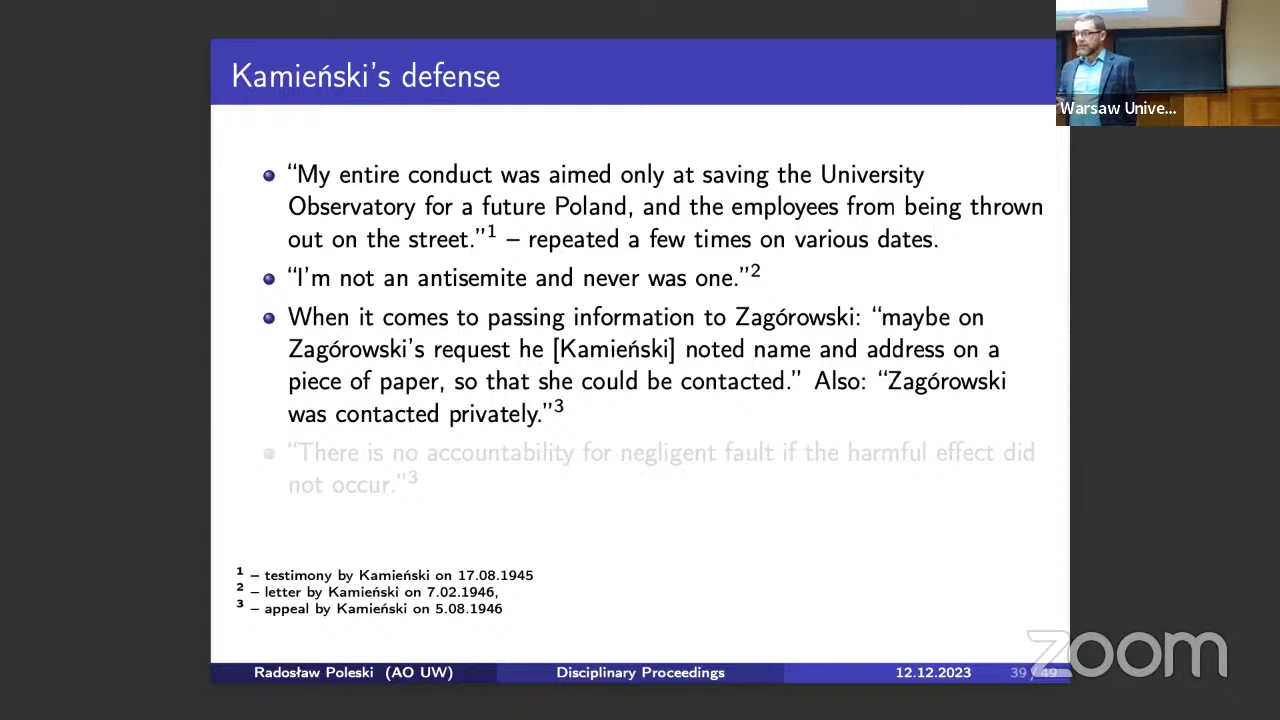 Kamieński's defense
Warsaw Unive...
“My entire conduct was aimed only at saving the University
Observatory for a future Poland, and the employees from being thrown
out on the street.”1 – repeated a few times on various dates.
“I'm not an antisemite and never was one.”2
When it comes to passing information to Zagórowski: “maybe on
Zagórowski's request he [Kamieński] noted name and address on a
piece of paper, so that she could be contacted.” Also: “Zagórowski
was contacted privately.”3
“There is no accountability for negligent fault if the harmful effect did
not occur.”3
1 – testimony by Kamieński on 17.08.1945
2 – letter by Kamieński on 7.02.1946,
3 – appeal by Kamieński on 5.08.1946
Radosław Poleski (AO UW) Disciplinary Proceedings 12.12.2023 39 / 49
zoom